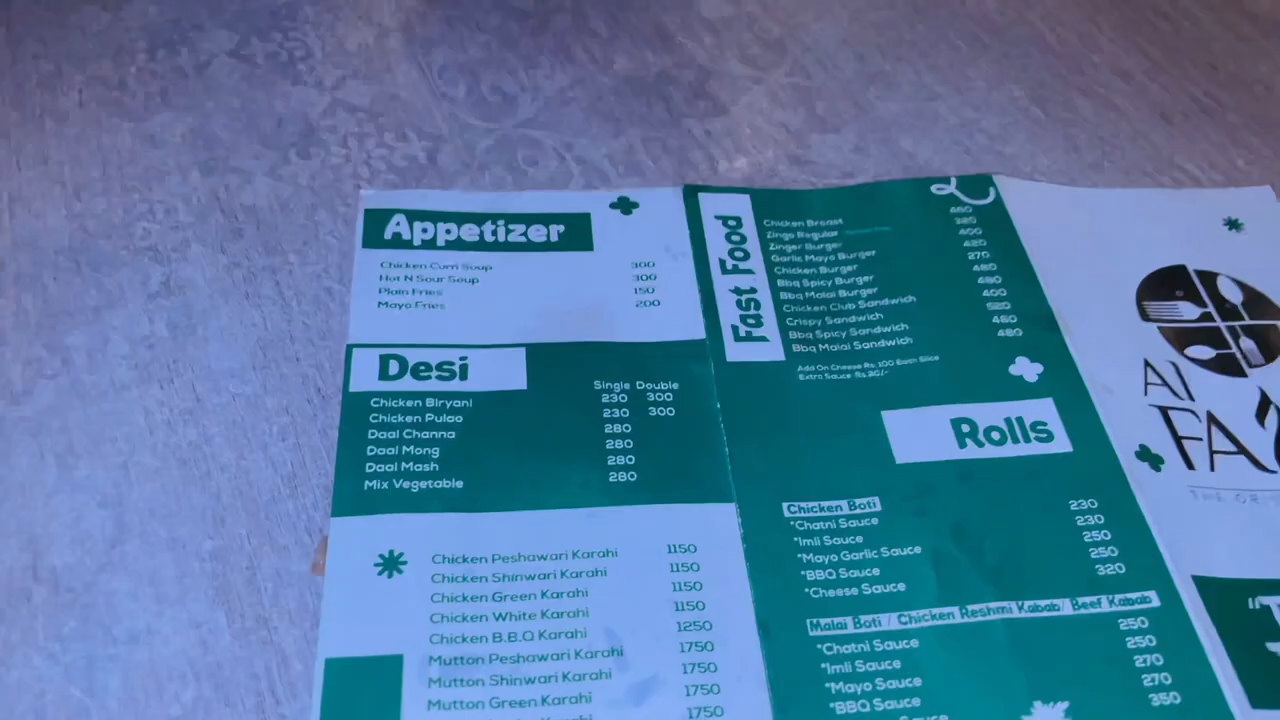 Appetizer
Chicken Corn Soup 300
Hot N Sour Soup 300
Plain Fries 150
Mayo Fries 200
Desi
Single Double
Chicken Biryani 230 300
Chicken Pulao 230 300
Daal Channa 280
Daal Mong 280
Daal Mash 280
Mix Vegetable 280
Chicken Peshawari Karahi 1150
Chicken Shinwari Karahi 1150
Chicken Green Karahi 1150
Chicken White Karahi 1150
Chicken B.B.Q Karahi 1250
Mutton Peshawari Karahi 1750
Mutton Shinwari Karahi 1750
Mutton Green Karahi 1750
1750
Fast Food
Chicken Broast 460
Zingo Regular 320
Zinger Burger 400
Garlic Mayo Burger 420
Chicken Burger 270
Bbq Spicy Burger 480
Bbq Malai Burger 480
Chicken Club Sandwich 400
Crispy Sandwich 520
Bbq Spicy Sandwich 480
Bbq Malai Sandwich 480
Add On Cheese Rs. 100 Each Slice
Extra Sauce Rs.30/-
Rolls
Chicken Boti
*Chatni Sauce 230
*Imli Sauce 230
*Mayo Garlic Sauce 250
*BBQ Sauce 250
*Cheese Sauce 320
Malai Boti / Chicken Reshmi Kabab/ Beef Kabab
*Chatni Sauce 250
*Imli Sauce 250
*Mayo Sauce 270
*BBQ Sauce 270
Sauce 350
Al
FA
THE